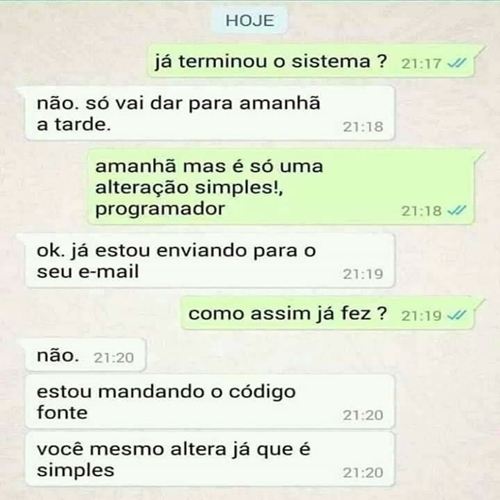 HOJE
já terminou o sistema ? 21:17
não. só vai dar para amanhã
a tarde. 21:18
amanhã mas é só uma
alteração simples!,
programador 21:18
ok. já estou enviando para o
seu e-mail 21:19
como assim já fez ? 21:19
não. 21:20
estou mandando o código
fonte 21:20
você mesmo altera já que é
simples 21:20